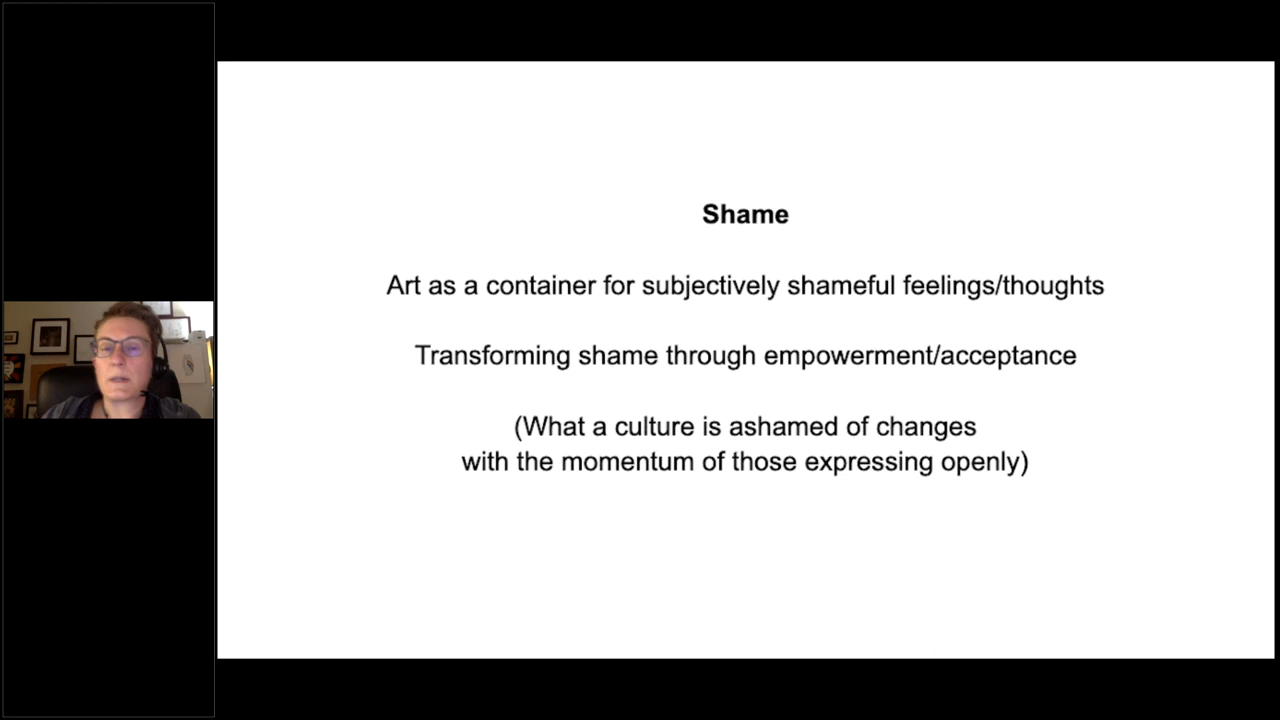 Shame
Art as a container for subjectively shameful feelings/thoughts
Transforming shame through empowerment/acceptance
(What a culture is ashamed of changes
with the momentum of those expressing openly)